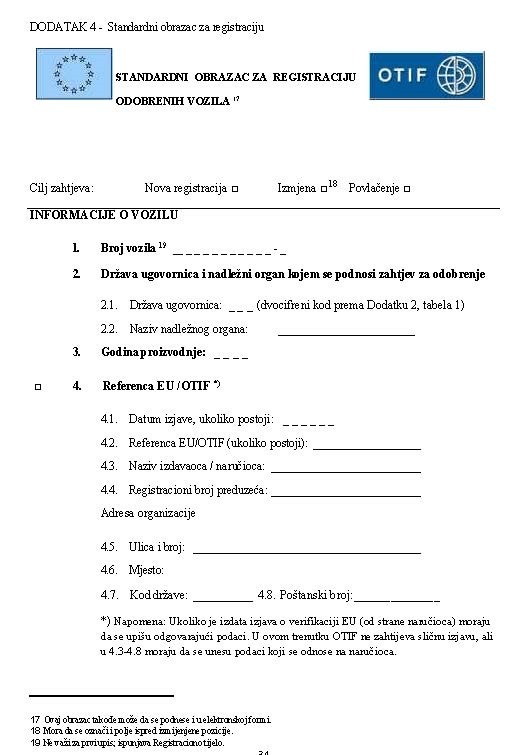 DODATAK 4 - Standardni obrazac za registraciju
STANDARDNI OBRAZAC ZA REGISTRACIJU
OTIF
ODOBRENIH VOZILA 17
Cilj zahtjeva: Nova registracija □ Izmjena □18 Povlačenje □
INFORMACIJE O VOZILU
1. Broj vozila 19 _ _ _ _ _ _ _ _ _ _ _ - _
2. Država ugovornica i nadležni organ kojem se podnosi zahtjev za odobrenje
2.1. Država ugovornica: _ _ _ (dvocifreni kod prema Dodatku 2, tabela 1)
2.2. Naziv nadležnog organa: ____________________
3. Godina proizvodnje: _ _ _ _
□ 4. Referenca EU / OTIF *)
4.1. Datum izjave, ukoliko postoji: _ _ _ _ _ _
4.2. Referenca EU/OTIF (ukoliko postoji): ________________
4.3. Naziv izdavaoca / naručioca: ______________________
4.4. Registracioni broj preduzeća: ______________________
Adresa organizacije
4.5. Ulica i broj: __________________________________
4.6. Mjesto:
4.7. Kod države: _________ 4.8. Poštanski broj:_____________
*) Napomena: Ukoliko je izdata izjava o verifikaciji EU (od strane naručioca) moraju
da se upišu odgovarajući podaci. U ovom trenutku OTIF ne zahtijeva sličnu izjavu, ali
u 4.3-4.8 moraju da se unesu podaci koji se odnose na naručioca.
17 Ovaj obrazac takođe može da se podnese i u elektronskoj formi.
18 Mora da se označi i polje ispred izmijenjene pozicije.
19 Ne važi za prvi upis; ispunjava Registraciono tijelo.